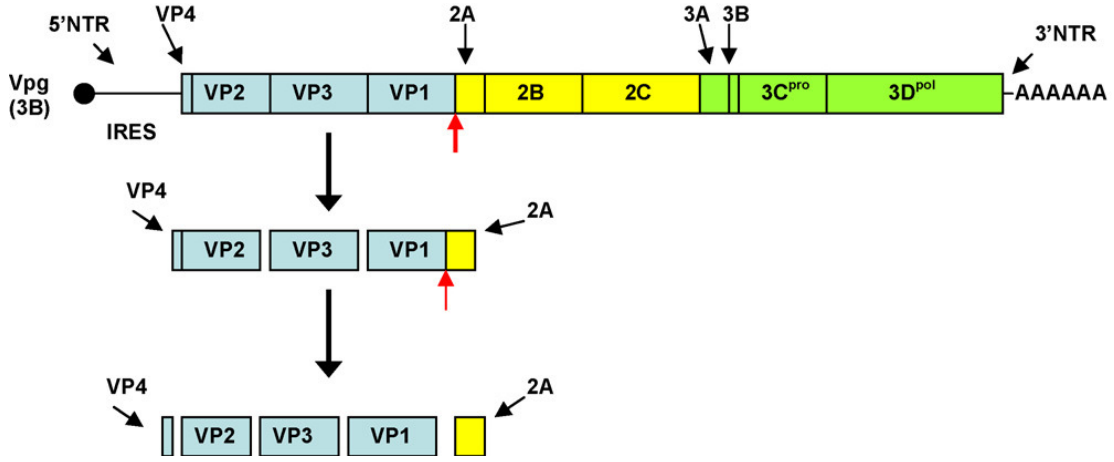 5'NTR
VP4
2A
3A
3B
3'NTR
Vpg
(3B)
VP2
VP3
VP1
2B
2C
3Cpro
3Dpol
AAAAAA
IRES
VP4
2A
VP2
VP3
VP1
VP4
2A
VP2
VP3
VP1